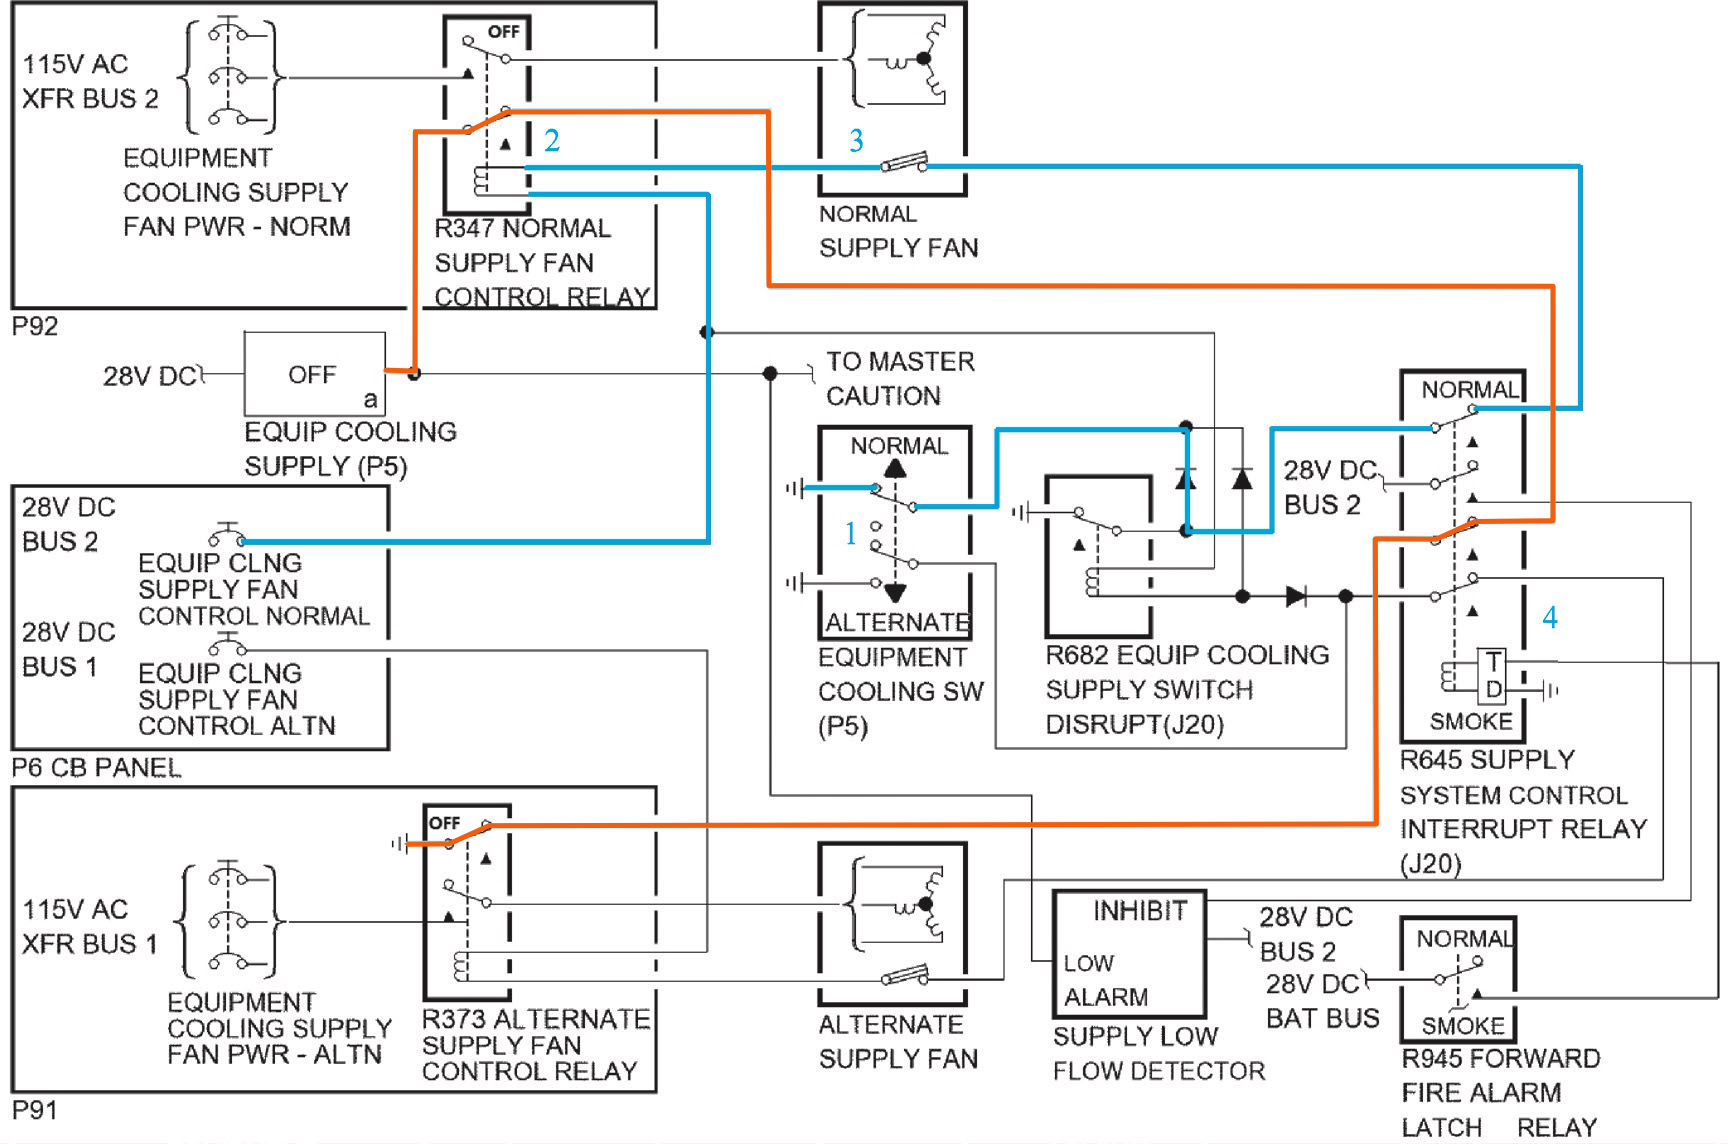 OFF
115V AC
XFR BUS 2
EQUIPMENT
COOLING SUPPLY
FAN PWR - NORM
2
R347 NORMAL
SUPPLY FAN
CONTROL RELAY
P92
3
NORMAL
SUPPLY FAN
28V DC
OFF
a
EQUIP COOLING
SUPPLY (P5)
TO MASTER
CAUTION
NORMAL
1
ALTERNATE
EQUIPMENT
COOLING SW
(P5)
R682 EQUIP COOLING
SUPPLY SWITCH
DISRUPT(J20)
NORMAL
28V DC
BUS 2
4
T
D
SMOKE
R645 SUPPLY
SYSTEM CONTROL
INTERRUPT RELAY
(J20)
28V DC
BUS 2
EQUIP CLNG
SUPPLY FAN
CONTROL NORMAL
28V DC
BUS 1
EQUIP CLNG
SUPPLY FAN
CONTROL ALTN
P6 CB PANEL
OFF
115V AC
XFR BUS 1
EQUIPMENT
COOLING SUPPLY
FAN PWR - ALTN
R373 ALTERNATE
SUPPLY FAN
CONTROL RELAY
P91
ALTERNATE
SUPPLY FAN
INHIBIT
LOW
ALARM
SUPPLY LOW
FLOW DETECTOR
28V DC
BUS 2
28V DC
BAT BUS
NORMAL
SMOKE
R945 FORWARD
FIRE ALARM
LATCH RELAY